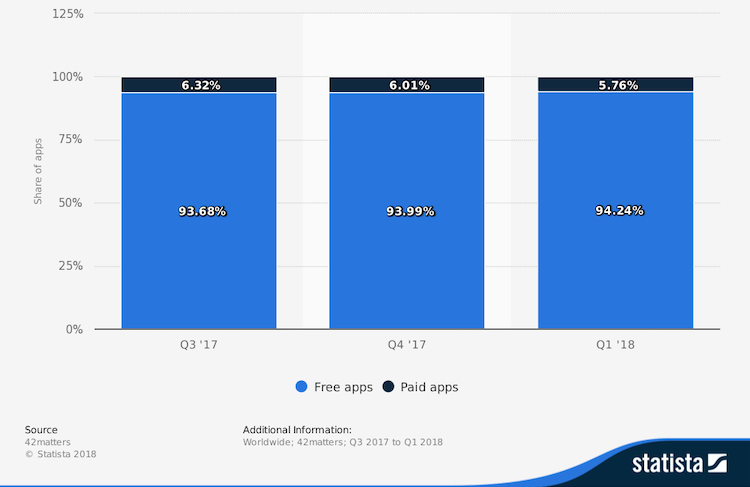 125%
100%
75%
50%
25%
0%
Share of apps
6.32%
6.01%
5.76%
93.68%
93.99%
94.24%
Q3 '17
Q4 '17
Q1 '18
Free apps
Paid apps
Source
42matters
© Statista 2018
Additional Information:
Worldwide; 42matters; Q3 2017 to Q1 2018
statista